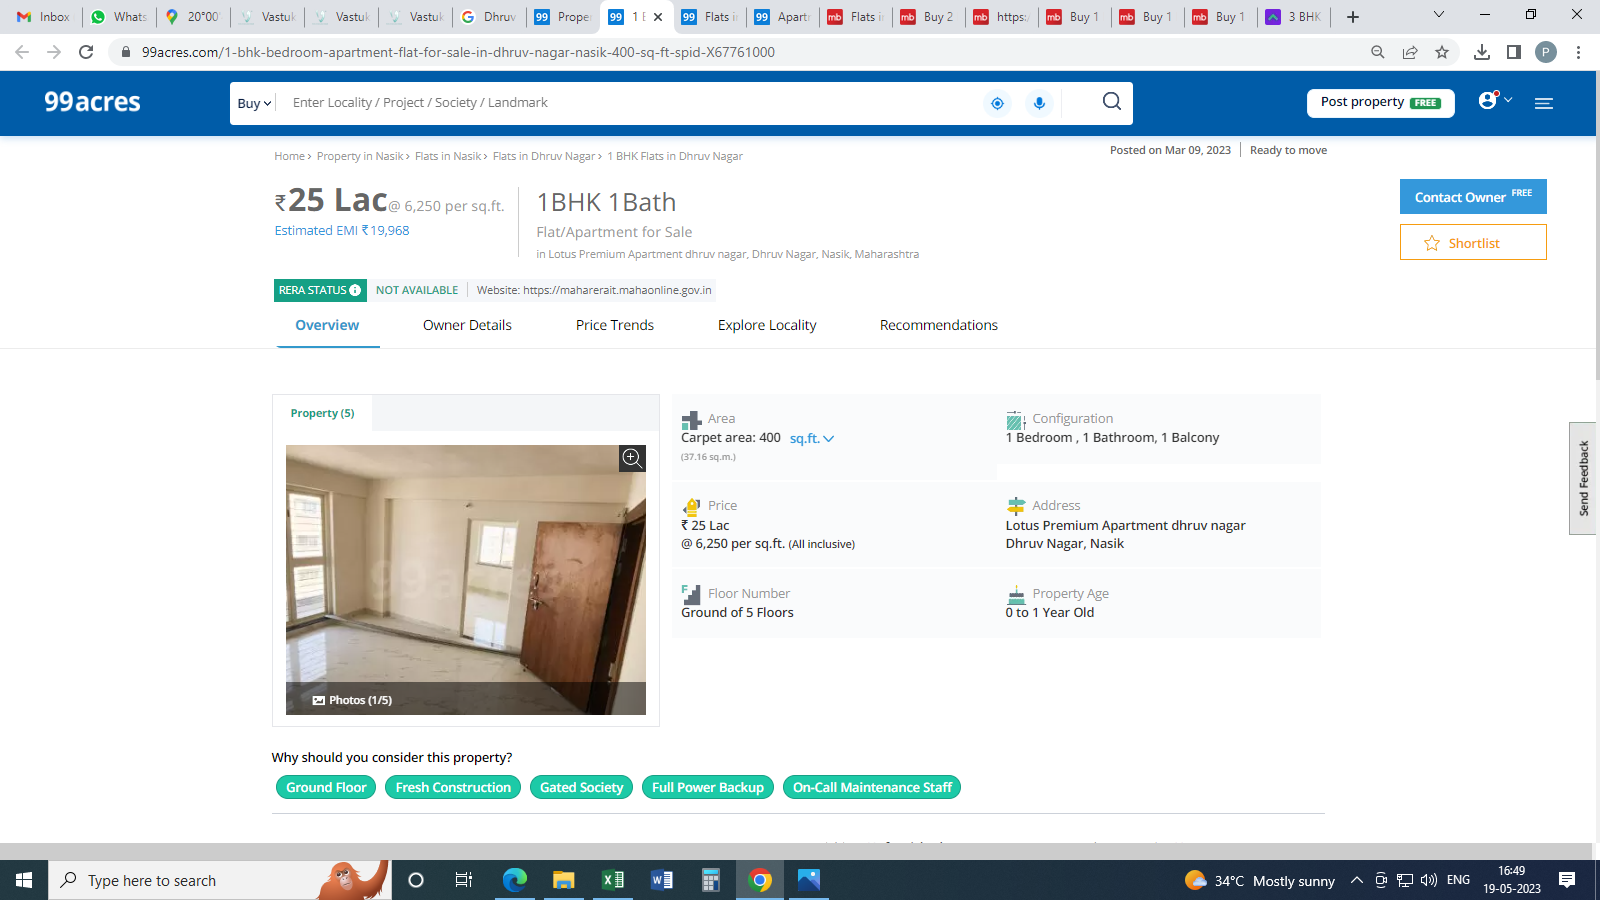 Inbox
Whats
20°00'
Vastuk
Vastuk
Vastuk
Dhruv
Proper
1 B
Flats i
Apart
Flats i
Buy 2
https:
Buy 1
Buy 1
Buy 1
3 BHK
99acres.com/1-bhk-bedroom-apartment-flat-for-sale-in-dhruv-nagar-nasik-400-sq-ft-spid-X67761000
P
99acres
Buy
Enter Locality / Project / Society / Landmark
Post property FREE
Home › Property in Nasik › Flats in Nasik › Flats in Dhruv Nagar › 1 BHK Flats in Dhruv Nagar
Posted on Mar 09, 2023 | Ready to move
₹25 Lac @ 6,250 per sq.ft.
Estimated EMI ₹19,968
1BHK 1Bath
Flat/Apartment for Sale
in Lotus Premium Apartment dhruv nagar, Dhruv Nagar, Nasik, Maharashtra
Contact Owner FREE
Shortlist
RERA STATUS NOT AVAILABLE | Website: https://maharerait.mahaonline.gov.in
Overview
Owner Details
Price Trends
Explore Locality
Recommendations
Property (5)
99acres
Photos (1/5)
Area
Carpet area: 400 sq.ft.
(37.16 sq.m.)
Configuration
1 Bedroom , 1 Bathroom, 1 Balcony
Price
₹ 25 Lac
@ 6,250 per sq.ft. (All inclusive)
Address
Lotus Premium Apartment dhruv nagar
Dhruv Nagar, Nasik
Floor Number
Ground of 5 Floors
Property Age
0 to 1 Year Old
Send Feedback
Why should you consider this property?
Ground Floor
Fresh Construction
Gated Society
Full Power Backup
On-Call Maintenance Staff
Type here to search
34°C Mostly sunny
ENG
16:49
19-05-2023